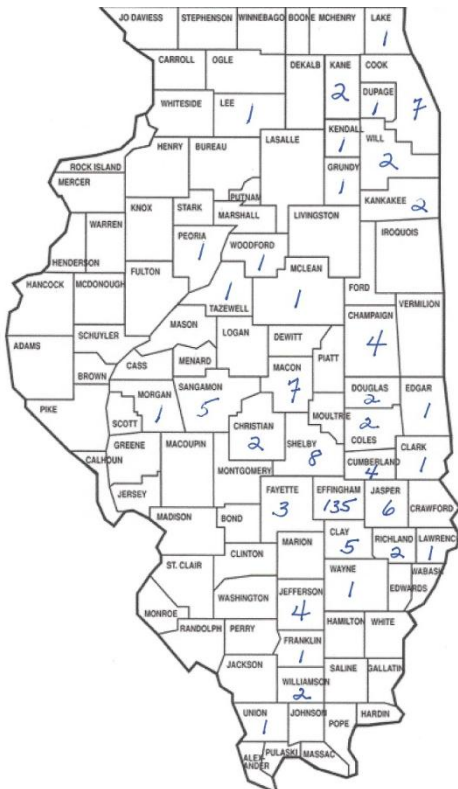 JO DAVIESS STEPHENSON WINNEBAGO BOONE MCHENRY LAKE
1
CARROLL OGLE DEKALB KANE COOK
2
DUPAGE
1 7
WHITESIDE LEE
1
KENDALL WILL
1 2
HENRY BUREAU LASALLE
GRUNDY
1
ROCK ISLAND
MERCER PUTNAM KANKAKEE 2
KNOX STARK MARSHALL LIVINGSTON
WARREN IROQUOIS
PEORIA
1
WOODFORD
1
HENDERSON MCLEAN
1
HANCOCK MCDONOUGH FULTON FORD
1
TAZEWELL VERMILION
MASON CHAMPAIGN
4
LOGAN
ADAMS SCHUYLER DEWITT
PIATT
CASS MENARD
BROWN MACON
7
MORGAN SANGAMON DOUGLAS EDGAR
1 5 2 1
PIKE SCOTT CHRISTIAN MOULTRIE
2 2
COLES
GREENE MACOUPIN SHELBY CLARK
8 1
CALHOUN CUMBERLAND
4
MONTGOMERY
JERSEY FAYETTE EFFINGHAM JASPER
3 135 6
CRAWFORD
MADISON BOND
CLAY RICHLAND LAWRENCE
5 2 1
MARION
CLINTON
WAYNE WABASH
1
ST. CLAIR EDWARDS
WASHINGTON JEFFERSON
4
MONROE HAMILTON WHITE
RANDOLPH PERRY
FRANKLIN
1
JACKSON SALINE GALLATIN
WILLIAMSON
2
UNION JOHNSON HARDIN
1 POPE
ALEX-
ANDER PULASKI MASSAC